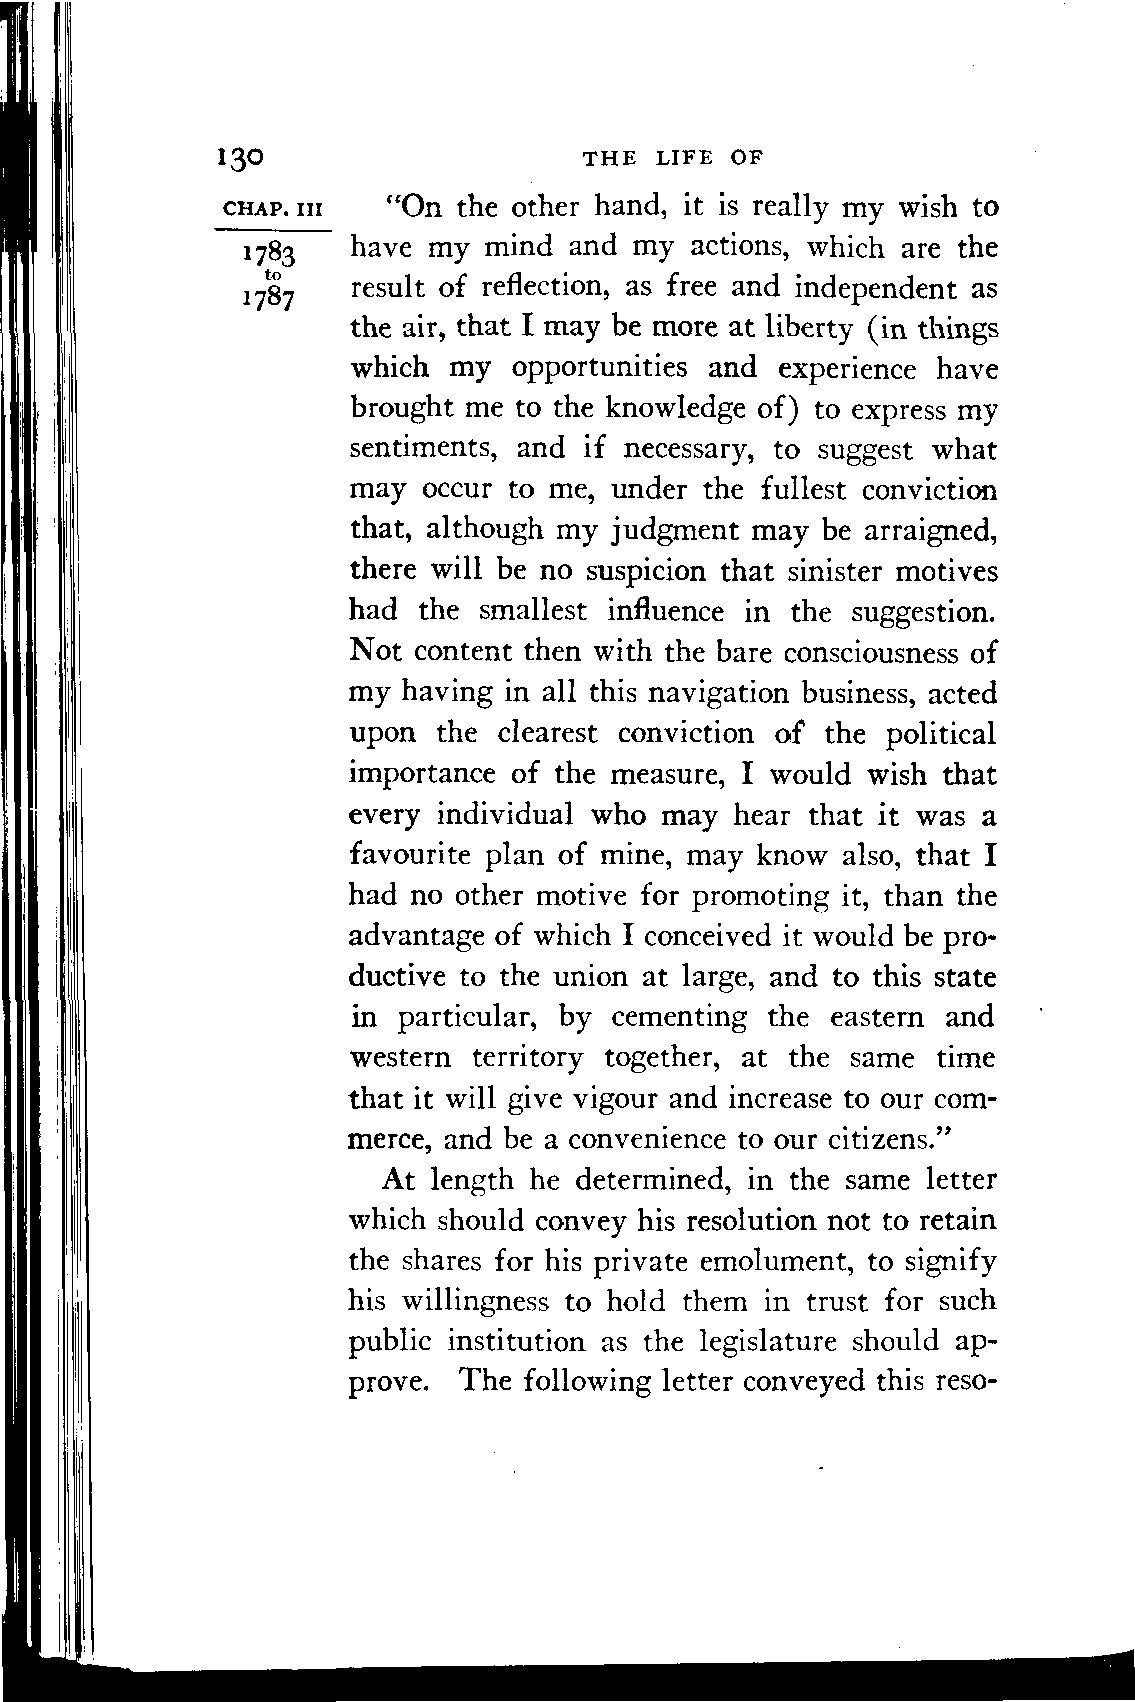 130 THE LIFE OF
CHAP. III
1783
to
1787
"On the other hand, it is really my wish to
have my mind and my actions, which are the
result of reflection, as free and independent as
the air, that I may be more at liberty (in things
which my opportunities and experience have
brought me to the knowledge of) to express my
sentiments, and if necessary, to suggest what
may occur to me, under the fullest conviction
that, although my judgment may be arraigned,
there will be no suspicion that sinister motives
had the smallest influence in the suggestion.
Not content then with the bare consciousness of
my having in all this navigation business, acted
upon the clearest conviction of the political
importance of the measure, I would wish that
every individual who may hear that it was a
favourite plan of mine, may know also, that I
had no other motive for promoting it, than the
advantage of which I conceived it would be pro-
ductive to the union at large, and to this state
in particular, by cementing the eastern and
western territory together, at the same time
that it will give vigour and increase to our com-
merce, and be a convenience to our citizens."
At length he determined, in the same letter
which should convey his resolution not to retain
the shares for his private emolument, to signify
his willingness to hold them in trust for such
public institution as the legislature should ap-
prove. The following letter conveyed this reso-